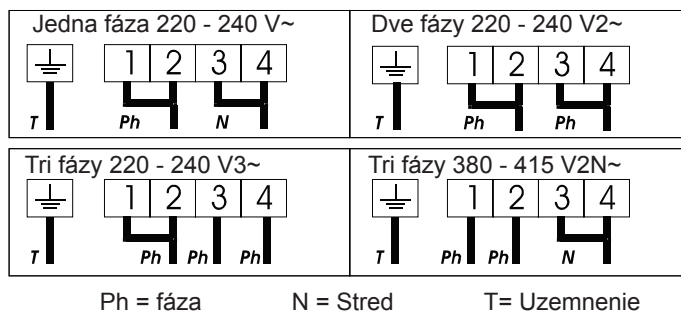 Jedna fáza 220 - 240 V~
1 2 3 4
T Ph N
Dve fázy 220 - 240 V2~
1 2 3 4
T Ph Ph
Tri fázy 220 - 240 V3~
1 2 3 4
T Ph Ph Ph
Tri fázy 380 - 415 V2N~
1 2 3 4
T Ph Ph N
Ph = fáza N = Stred T= Uzemnenie